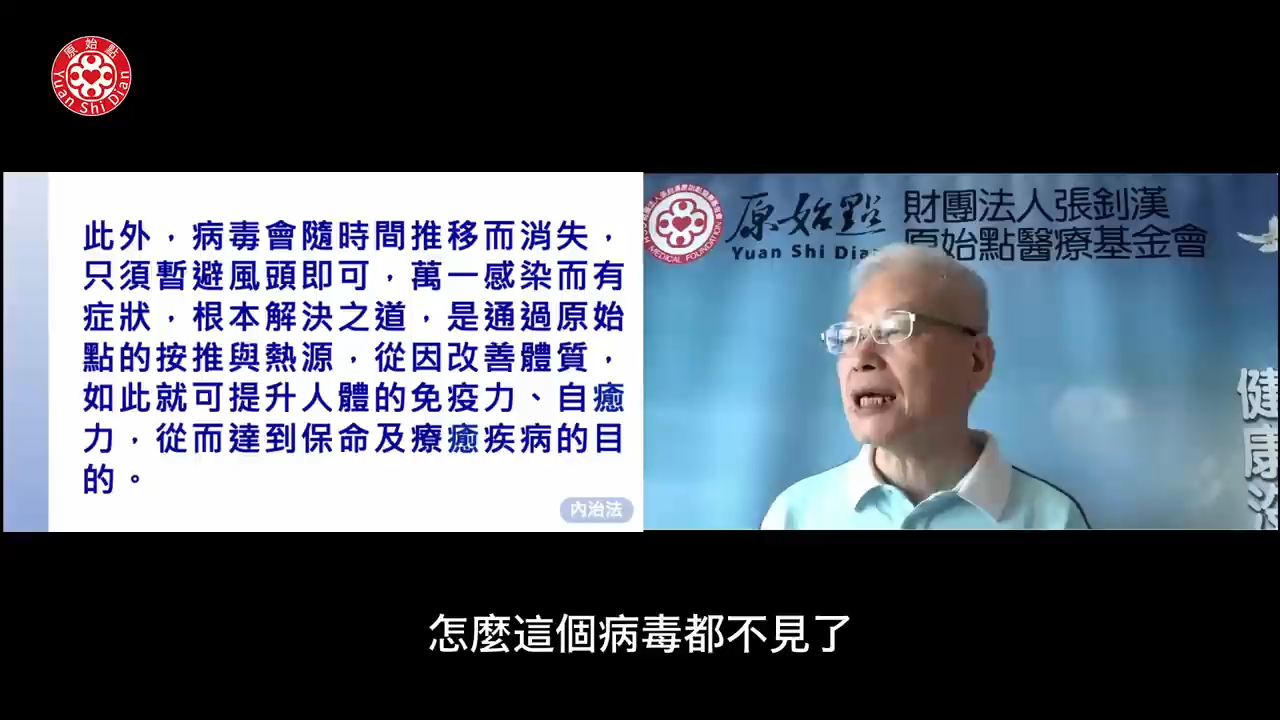 原始點
Yuan Shi Dian
此外，病毒會隨時間推移而消失，
只須暫避風頭即可，萬一感染而有
症狀，根本解決之道，是通過原始
點的按推與熱源，從因改善體質，
如此就可提升人體的免疫力、自癒
力，從而達到保命及療癒疾病的目
的。
內治法
原始點
Yuan Shi Dian
財團法人張釗漢
原始點醫療基金會
MEDICAL FOUNDATION
健康
怎麼這個病毒都不見了